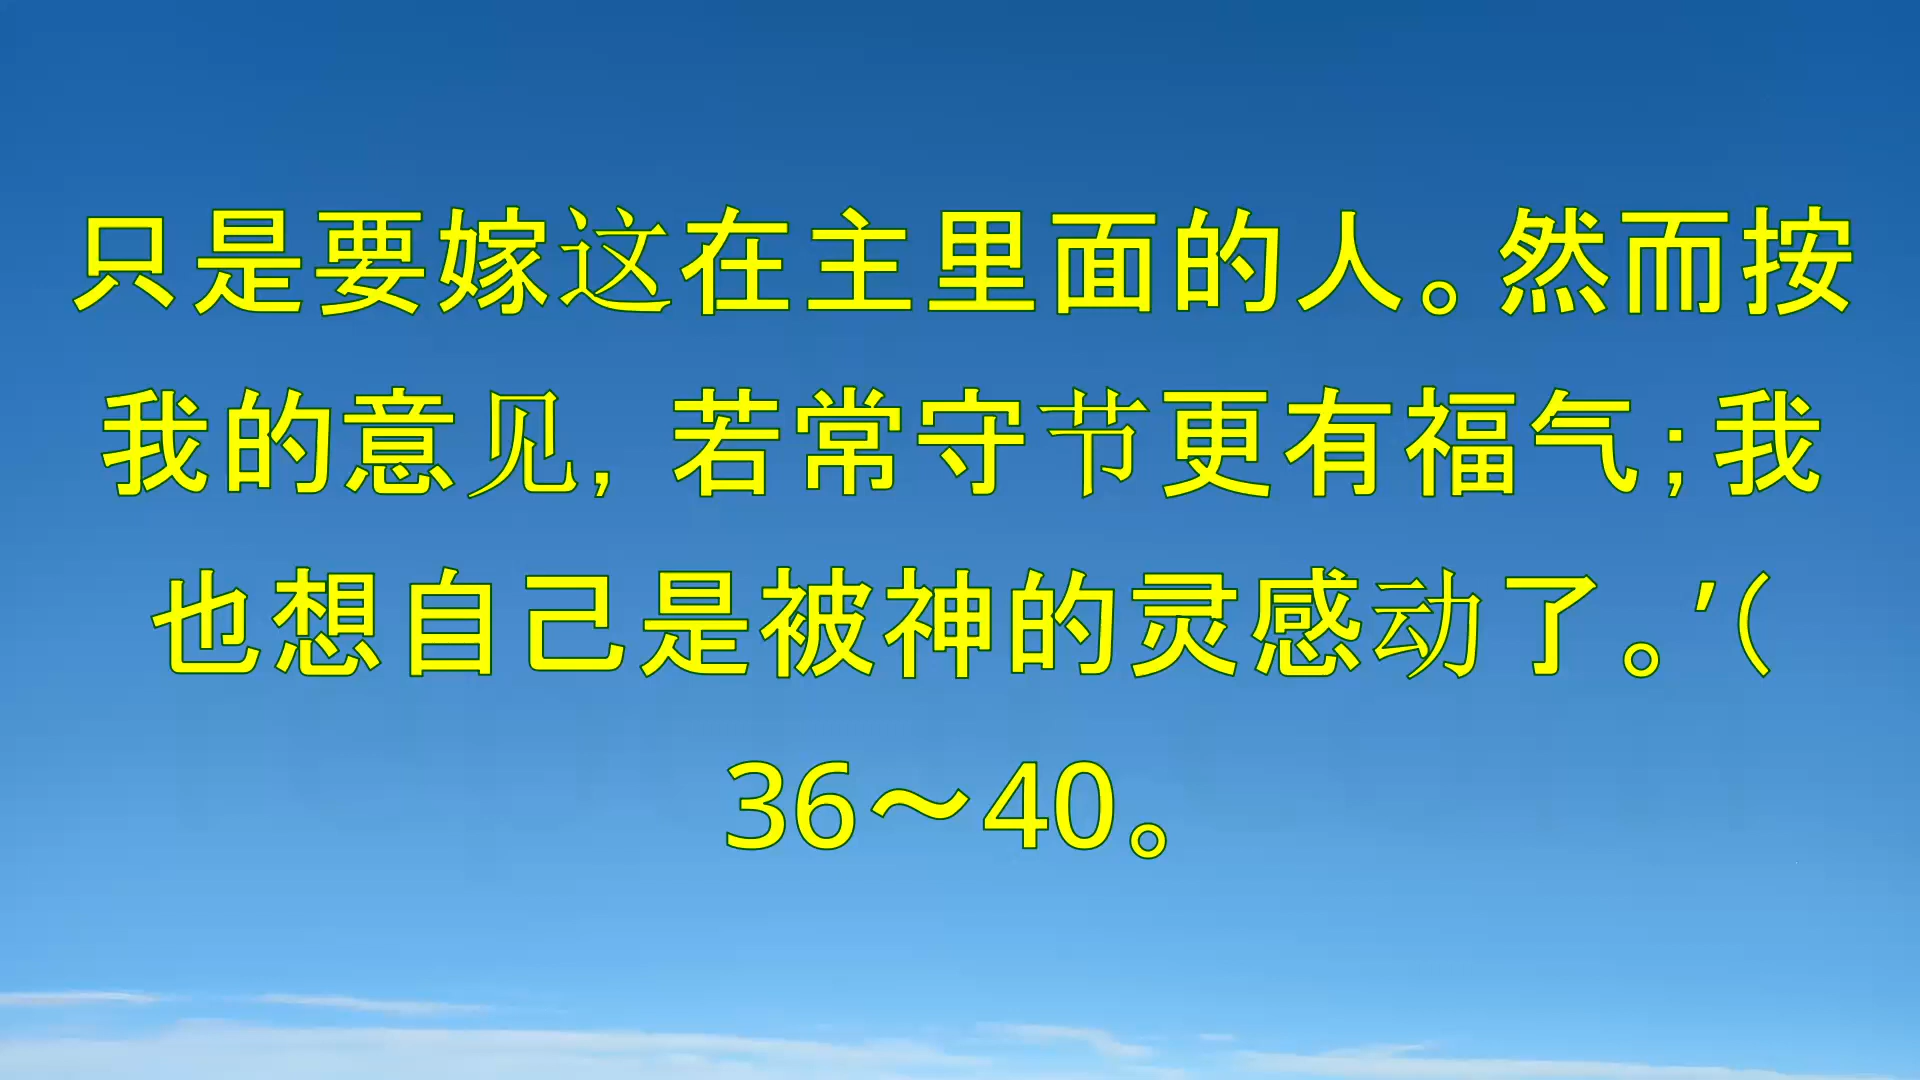 只是要嫁这在主里面的人。然而按
我的意见, 若常守节更有福气;我
也想自己是被神的灵感动了。’(
36～40。